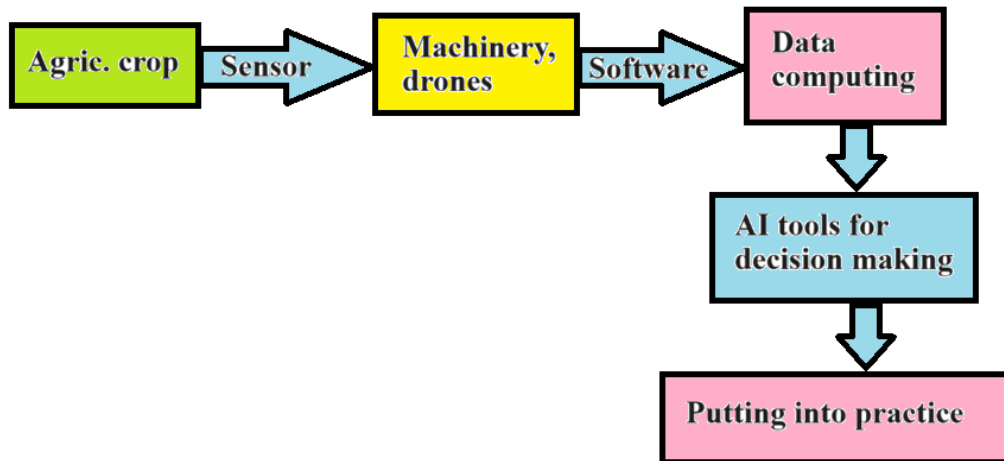 Agric. crop
Sensor
Machinery,
drones
Software
Data
computing
AI tools for
decision making
Putting into practice